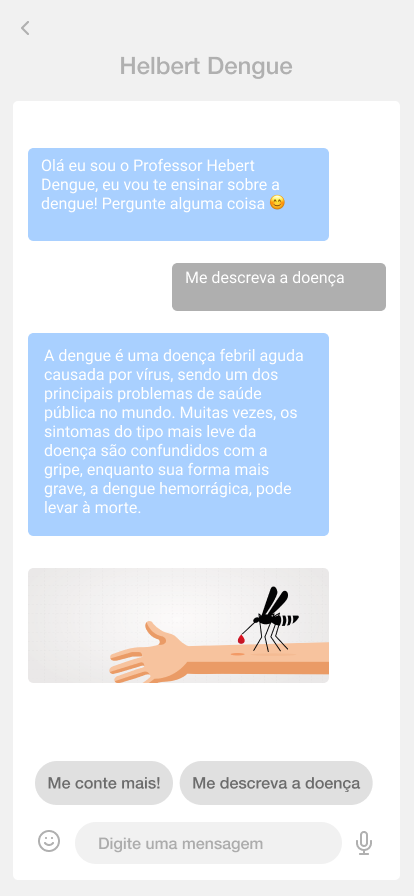 Helbert Dengue
Olá eu sou o Professor Hebert
Dengue, eu vou te ensinar sobre a
dengue! Pergunte alguma coisa 😊
Me descreva a doença
A dengue é uma doença febril aguda
causada por vírus, sendo um dos
principais problemas de saúde
pública no mundo. Muitas vezes, os
sintomas do tipo mais leve da
doença são confundidos com a
gripe, enquanto sua forma mais
grave, a dengue hemorrágica, pode
levar à morte.
Me conte mais!
Me descreva a doença
Digite uma mensagem